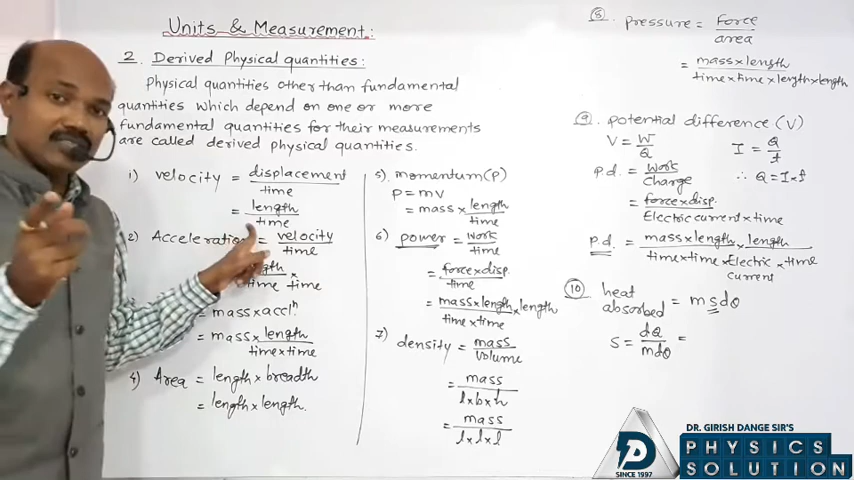 Units & Measurement:
2. Derived Physical quantities:
Physical quantities other than fundamental
quantities which depend on one or more
fundamental quantities for their measurements
are called derived physical quantities.
1) velocity = displacement / time
= length / time
2) Acceleration = velocity / time
time × time
= mass × acclⁿ.
= mass × length / time × time
4) Area = length × breadth
= length × length.
5). momentum (P)
P = mv
= mass × length / time
6) power = work / time
= force × disp. / time
= mass × length / time × time × length
7) density = mass / volume
= mass / l × b × h
= mass / l × l × l
(8). pressure = force / area
= mass × length / time × time × length × length
(9). potential difference (V)
V = W / Q I = Q / t
p.d. = work / charge ∴ Q = I × t
= force × disp. / Electric current × time
p.d. = mass × length / time × time × length / Electric current × time
(10) heat absorbed = m s dθ
S = dQ / mdθ =
DR. GIRISH DANGE SIR'S
PHYSICS
SOLUTION
SINCE 1997